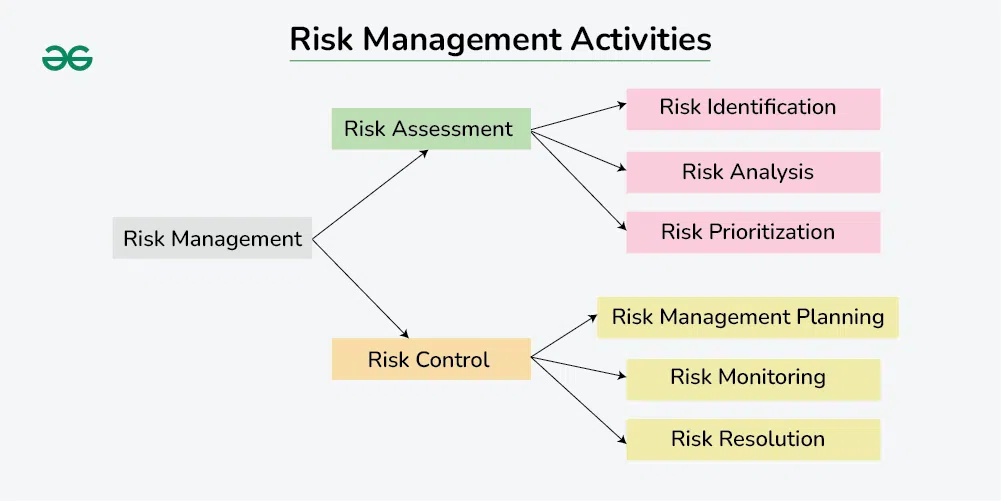 Risk Management Activities
Risk Assessment
Risk Identification
Risk Analysis
Risk Prioritization
Risk Management
Risk Control
Risk Management Planning
Risk Monitoring
Risk Resolution